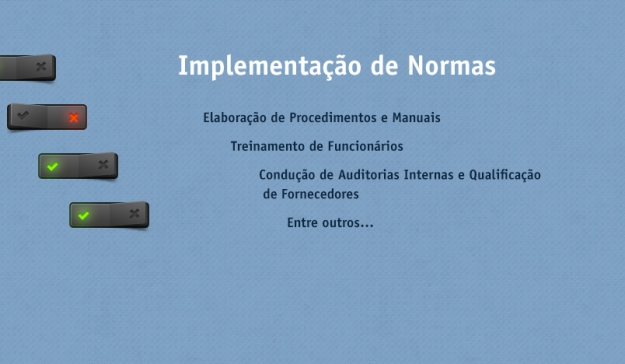 Implementação de Normas
Elaboração de Procedimentos e Manuais
Treinamento de Funcionários
Condução de Auditorias Internas e Qualificação
de Fornecedores
Entre outros...